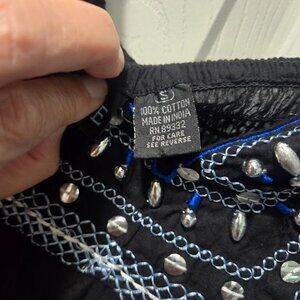 S
100% COTTON
MADE IN INDIA
RN 89332
FOR CARE
SEE REVERSE